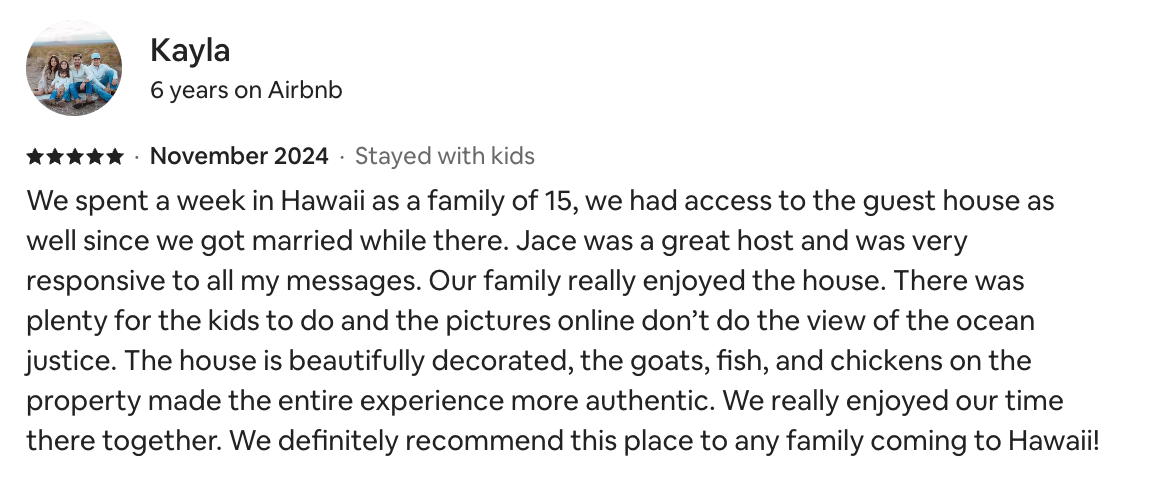 Kayla
6 years on Airbnb
★★★★★ · November 2024 · Stayed with kids
We spent a week in Hawaii as a family of 15, we had access to the guest house as
well since we got married while there. Jace was a great host and was very
responsive to all my messages. Our family really enjoyed the house. There was
plenty for the kids to do and the pictures online don’t do the view of the ocean
justice. The house is beautifully decorated, the goats, fish, and chickens on the
property made the entire experience more authentic. We really enjoyed our time
there together. We definitely recommend this place to any family coming to Hawaii!